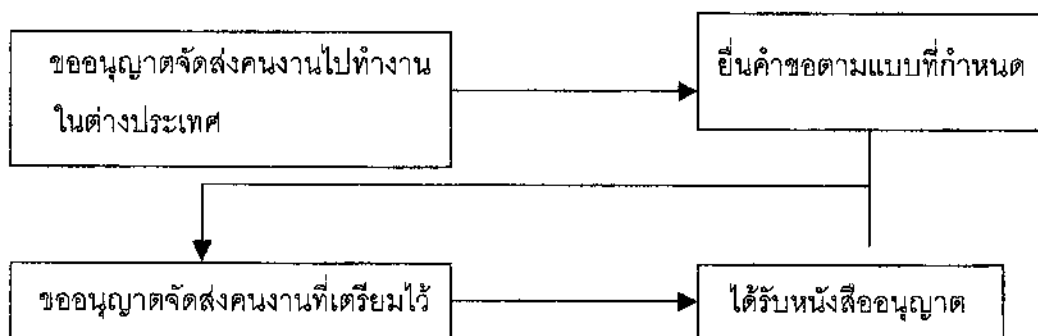 ขออนุญาตจัดส่งคนงานไปทำงาน
ในต่างประเทศ
ยื่นคำขอตามแบบที่กำหนด
ขออนุญาตจัดส่งคนงานที่เตรียมไว้
ได้รับหนังสืออนุญาต